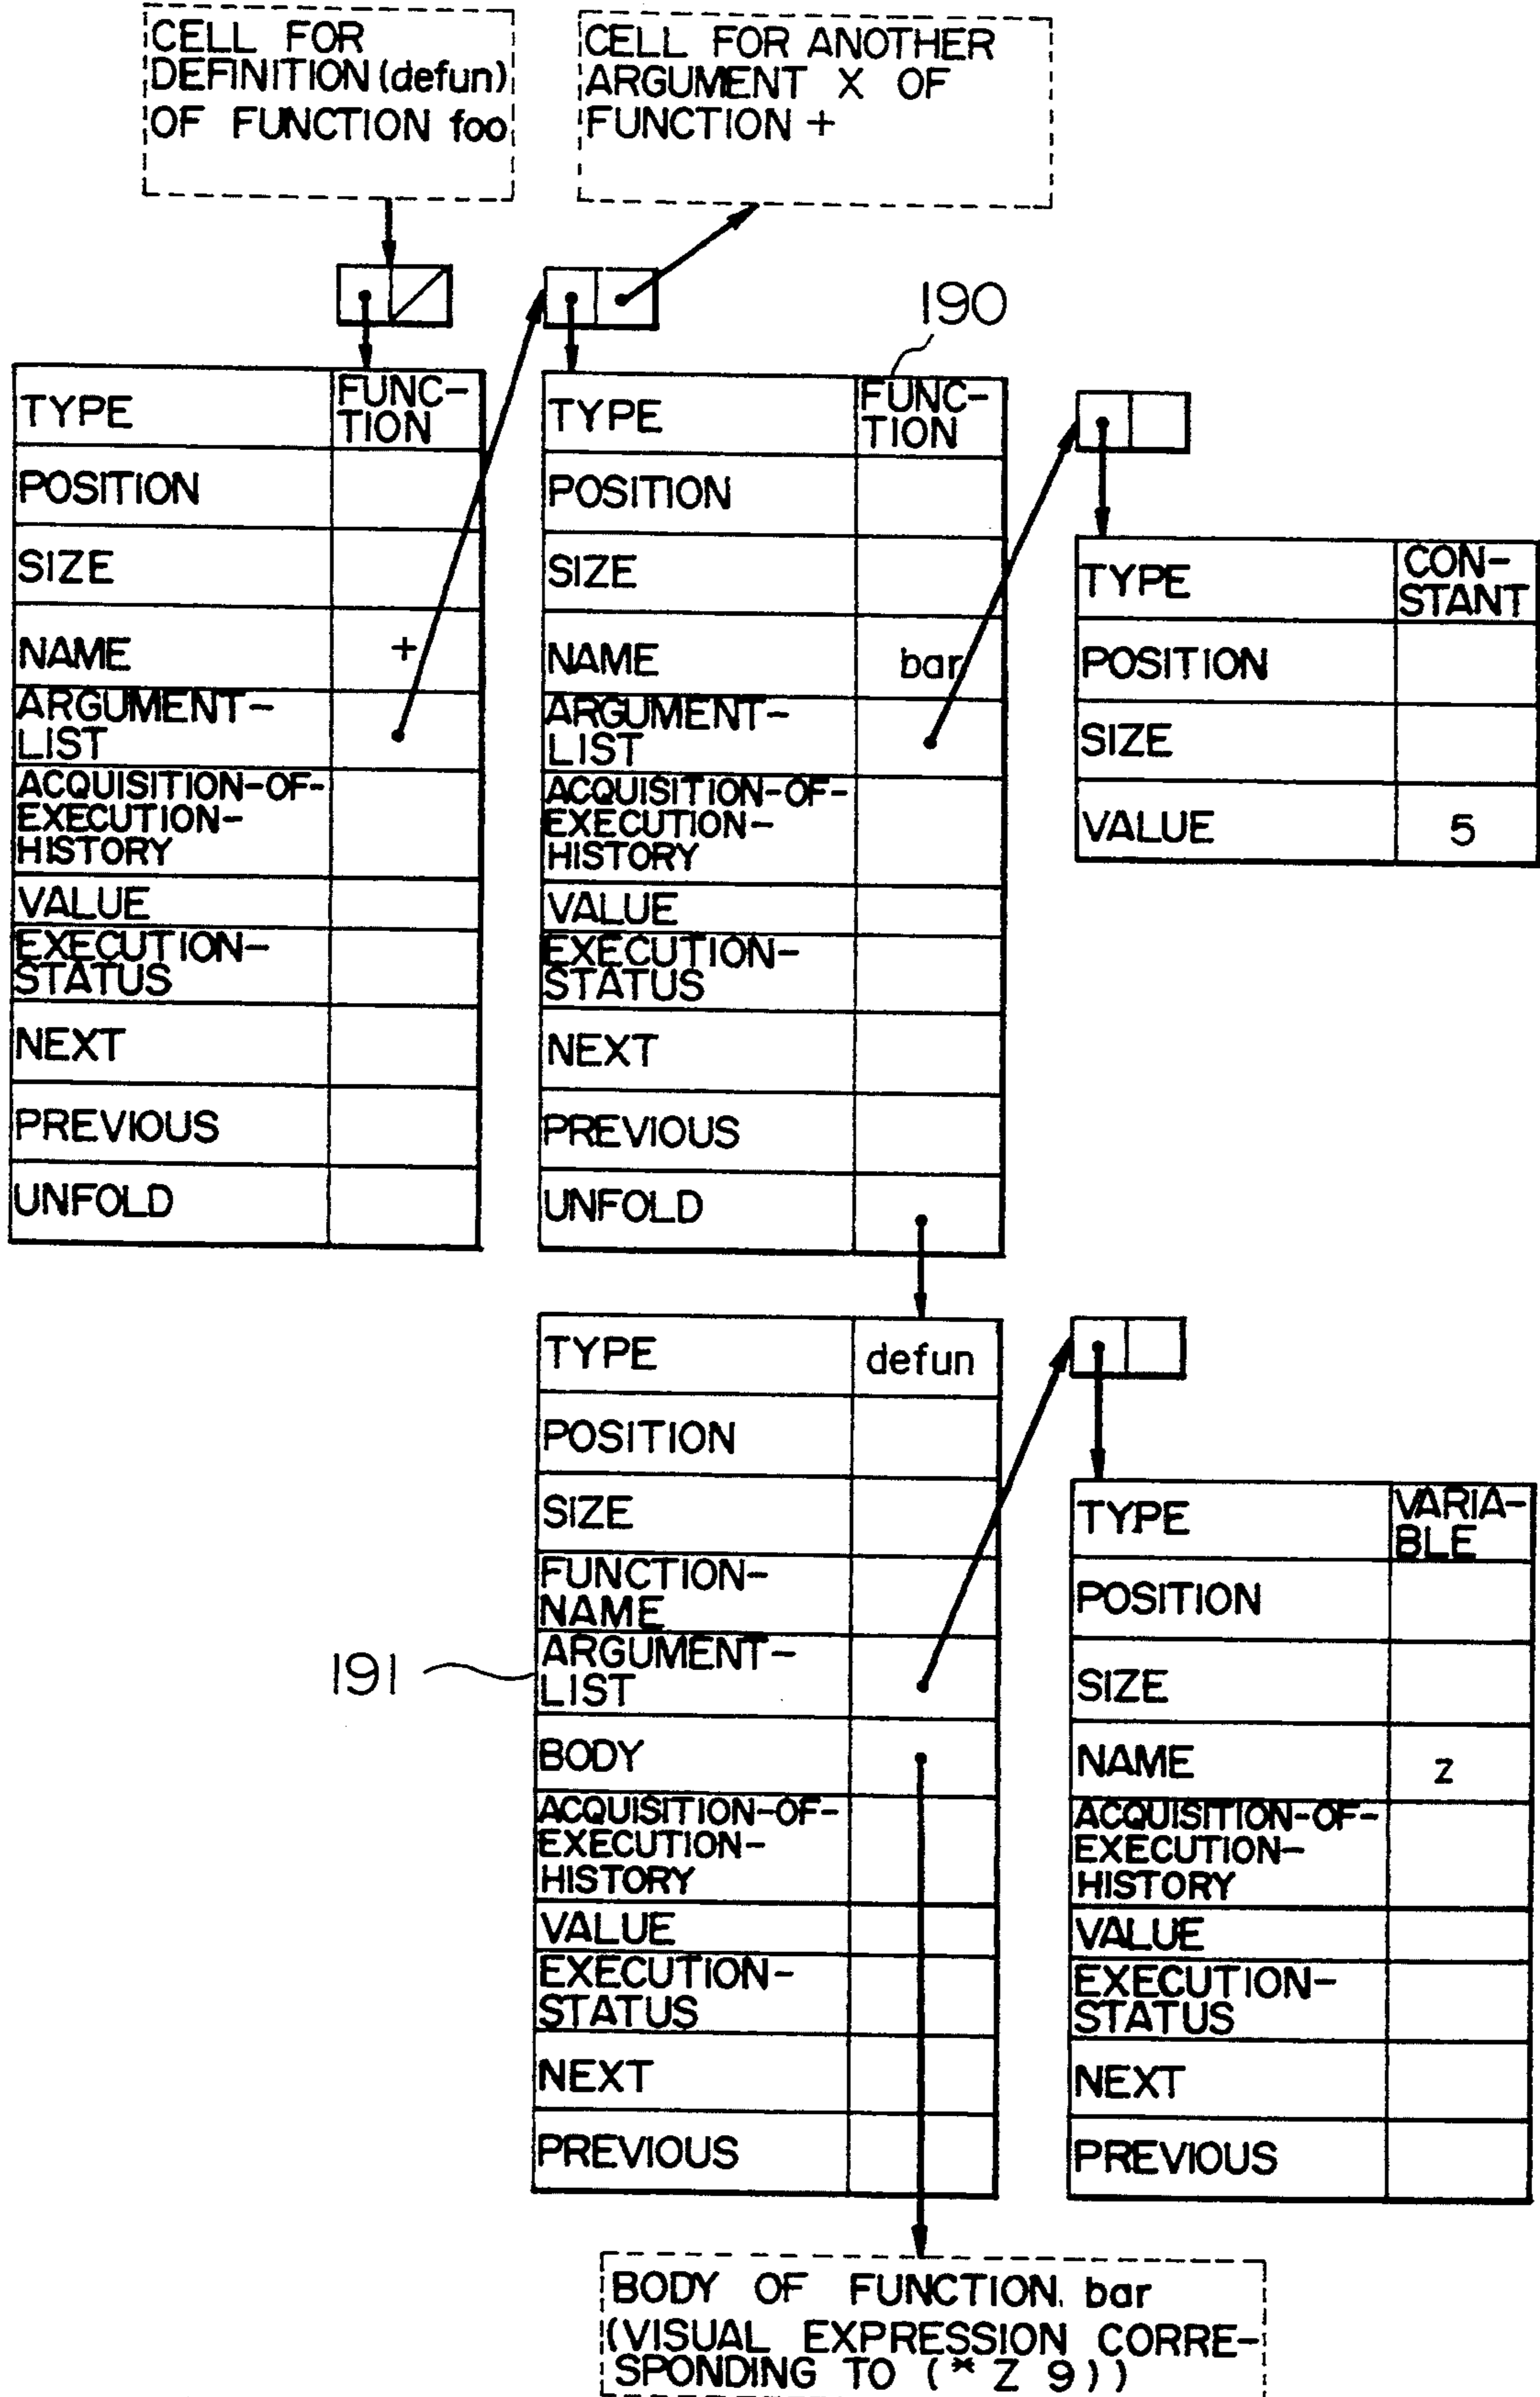 CELL FOR
DEFINITION (defun)
OF FUNCTION foo
CELL FOR ANOTHER
ARGUMENT X OF
FUNCTION +
190
TYPE
FUNC-
TION
POSITION
SIZE
NAME
+
ARGUMENT-
LIST
ACQUISITION-OF-
EXECUTION-
HISTORY
VALUE
EXECUTION-
STATUS
NEXT
PREVIOUS
UNFOLD
TYPE
FUNC-
TION
POSITION
SIZE
NAME
bar
ARGUMENT-
LIST
ACQUISITION-OF-
EXECUTION-
HISTORY
VALUE
EXECUTION-
STATUS
NEXT
PREVIOUS
UNFOLD
TYPE
CON-
STANT
POSITION
SIZE
VALUE
5
191
TYPE
defun
POSITION
SIZE
FUNCTION-
NAME
ARGUMENT-
LIST
BODY
ACQUISITION-OF-
EXECUTION-
HISTORY
VALUE
EXECUTION-
STATUS
NEXT
PREVIOUS
TYPE
VARIA-
BLE
POSITION
SIZE
NAME
z
ACQUISITION-OF-
EXECUTION-
HISTORY
VALUE
EXECUTION-
STATUS
NEXT
PREVIOUS
BODY OF FUNCTION. bar
(VISUAL EXPRESSION CORRE-
SPONDING TO (* Z 9))